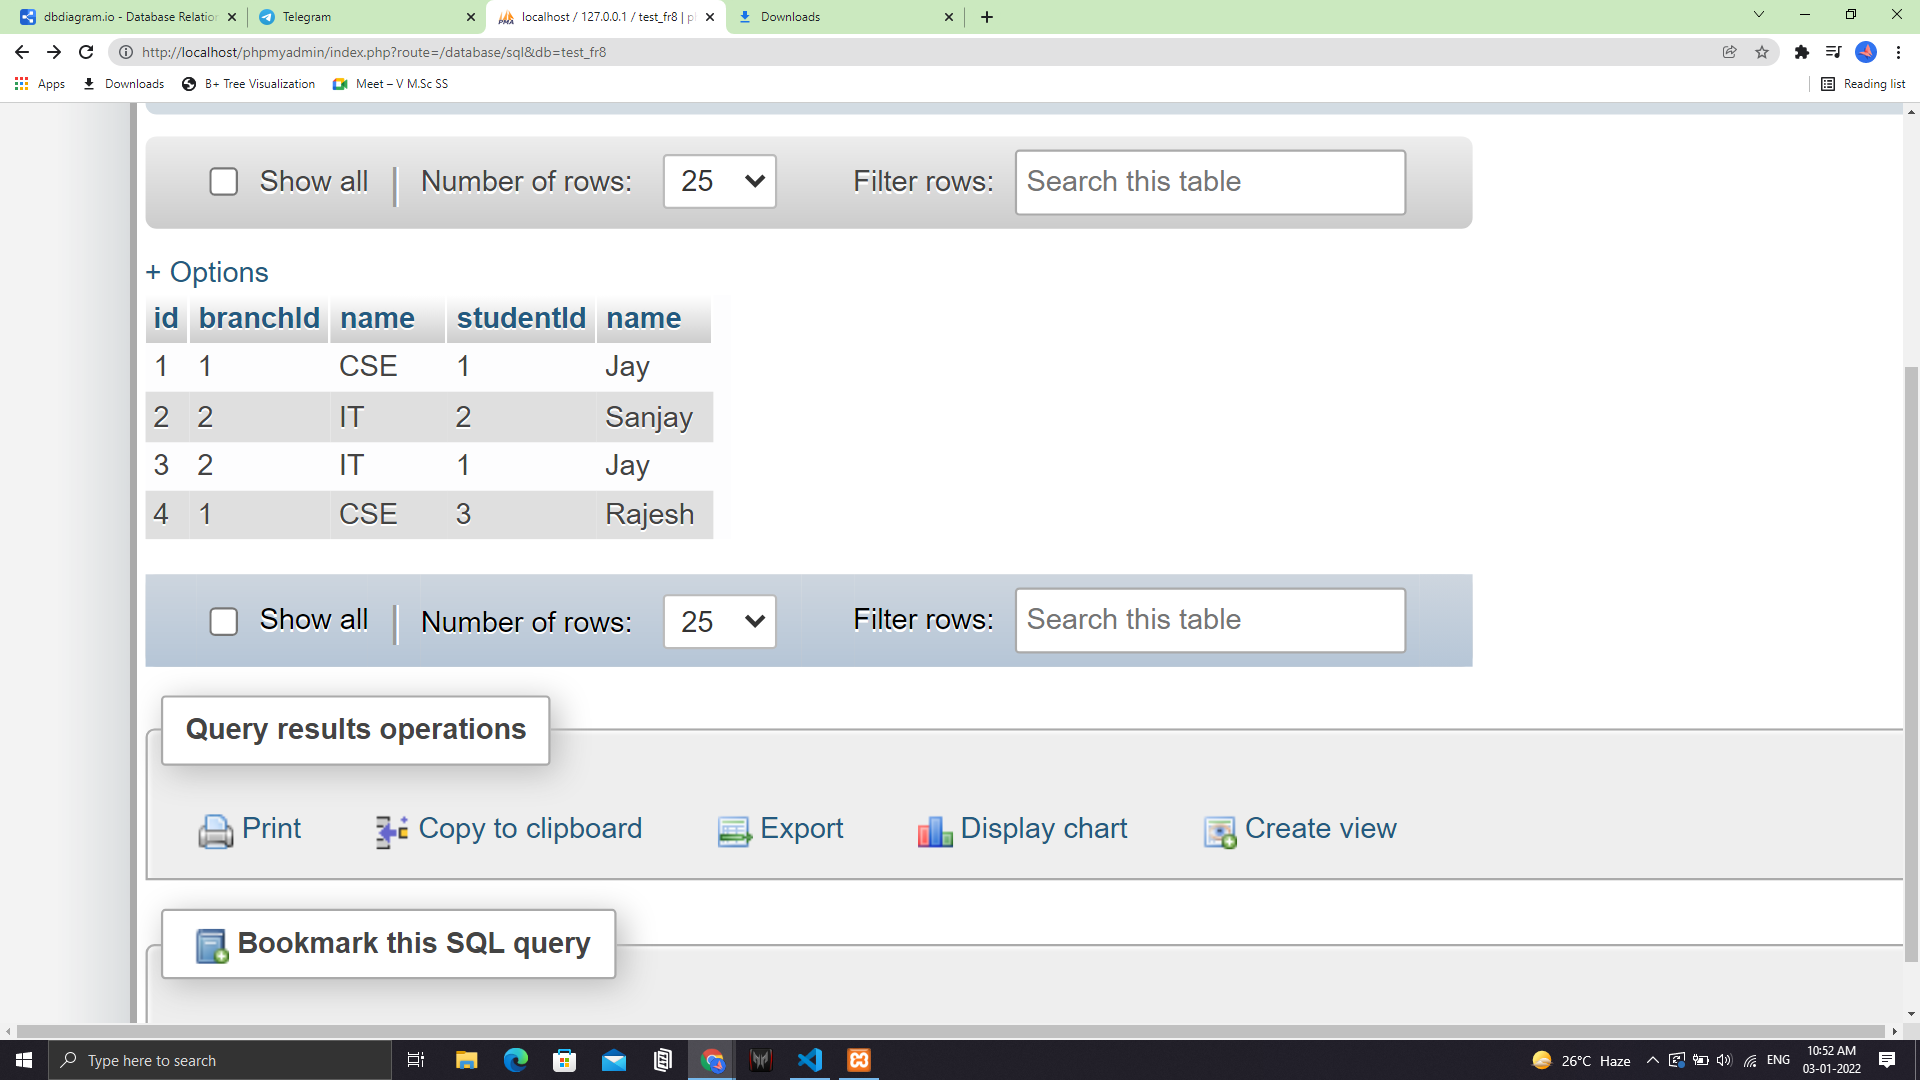 dbdiagram.io - Database Relation
Telegram
localhost / 127.0.0.1 / test_fr8 | p
Downloads
http://localhost/phpmyadmin/index.php?route=/database/sql&db=test_fr8
Apps
Downloads
B+ Tree Visualization
Meet – V M.Sc SS
Reading list
Show all
Number of rows:
25
Filter rows:
Search this table
+ Options
id branchId name studentId name
1 1 CSE 1 Jay
2 2 IT 2 Sanjay
3 2 IT 1 Jay
4 1 CSE 3 Rajesh
Show all
Number of rows:
25
Filter rows:
Search this table
Query results operations
Print
Copy to clipboard
Export
Display chart
Create view
Bookmark this SQL query
Type here to search
26°C Haze
ENG
10:52 AM
03-01-2022